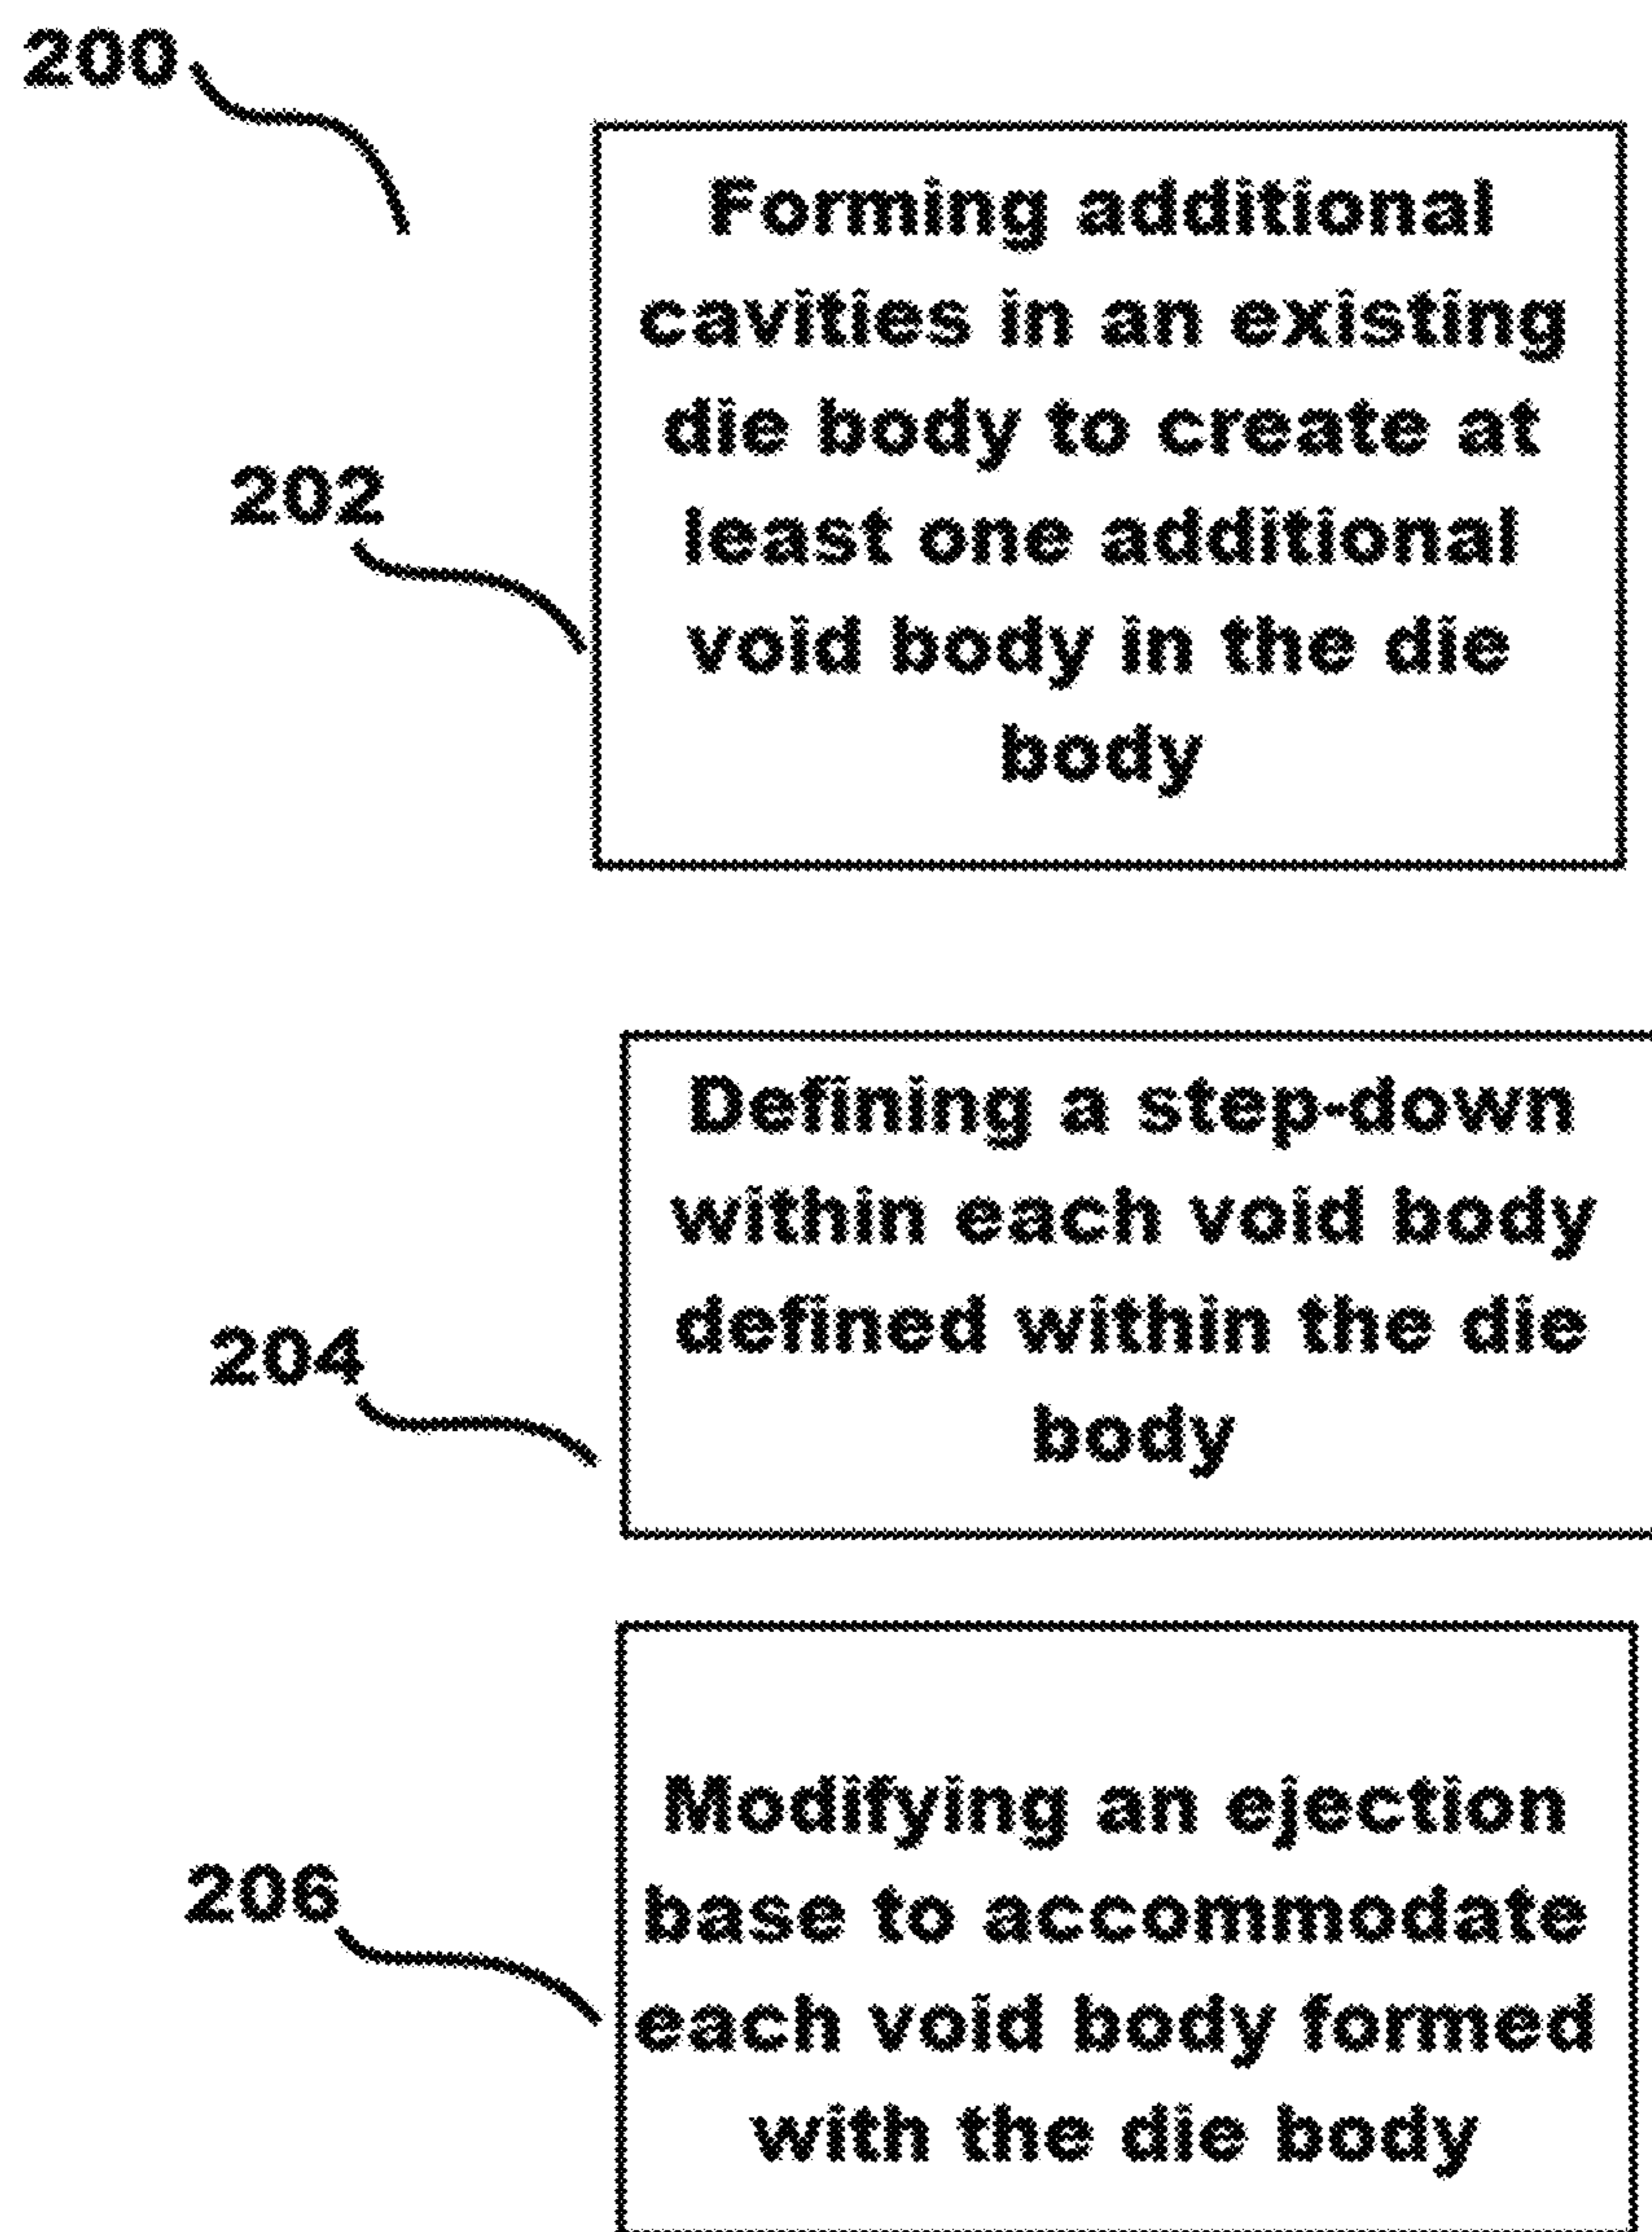 200
Forming additional
cavities in an existing
die body to create at
least one additional
void body in the die
body
202
Defining a step-down
within each void body
defined within the die
body
204
Modifying an ejection
base to accommodate
each void body formed
with the die body
206